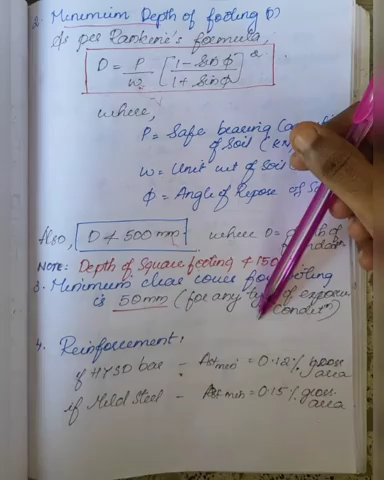 2. Minimum Depth of footing (D)
As per Rankine's formula,
D = P/w [1 - sin φ / 1 + sin φ]²
where,
P = Safe bearing
of soil (KN
w = Unit wt of soil
φ = Angle of Repose of
Also, D ≮ 500 mm where D = depth of
NOTE: Depth of Square footing ≮ 150
3. Minimum clear cover for footing
is 50mm (for any type of exposure
condition)
4. Reinforcement:
if HYSD bar - Ast min = 0.12% gross
area
if Mild Steel - Ast min = 0.15% gross
area